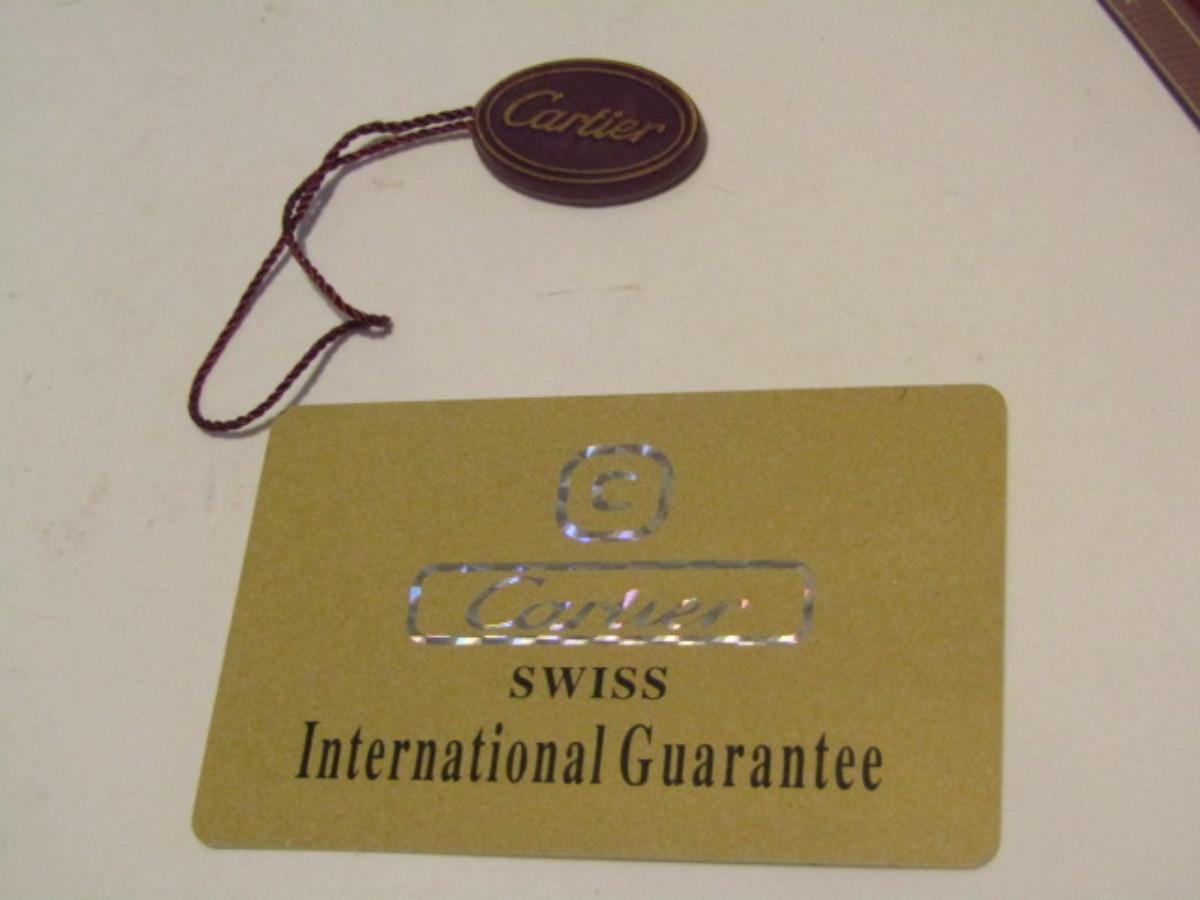 Cartier
C
Cartier
SWISS
International Guarantee